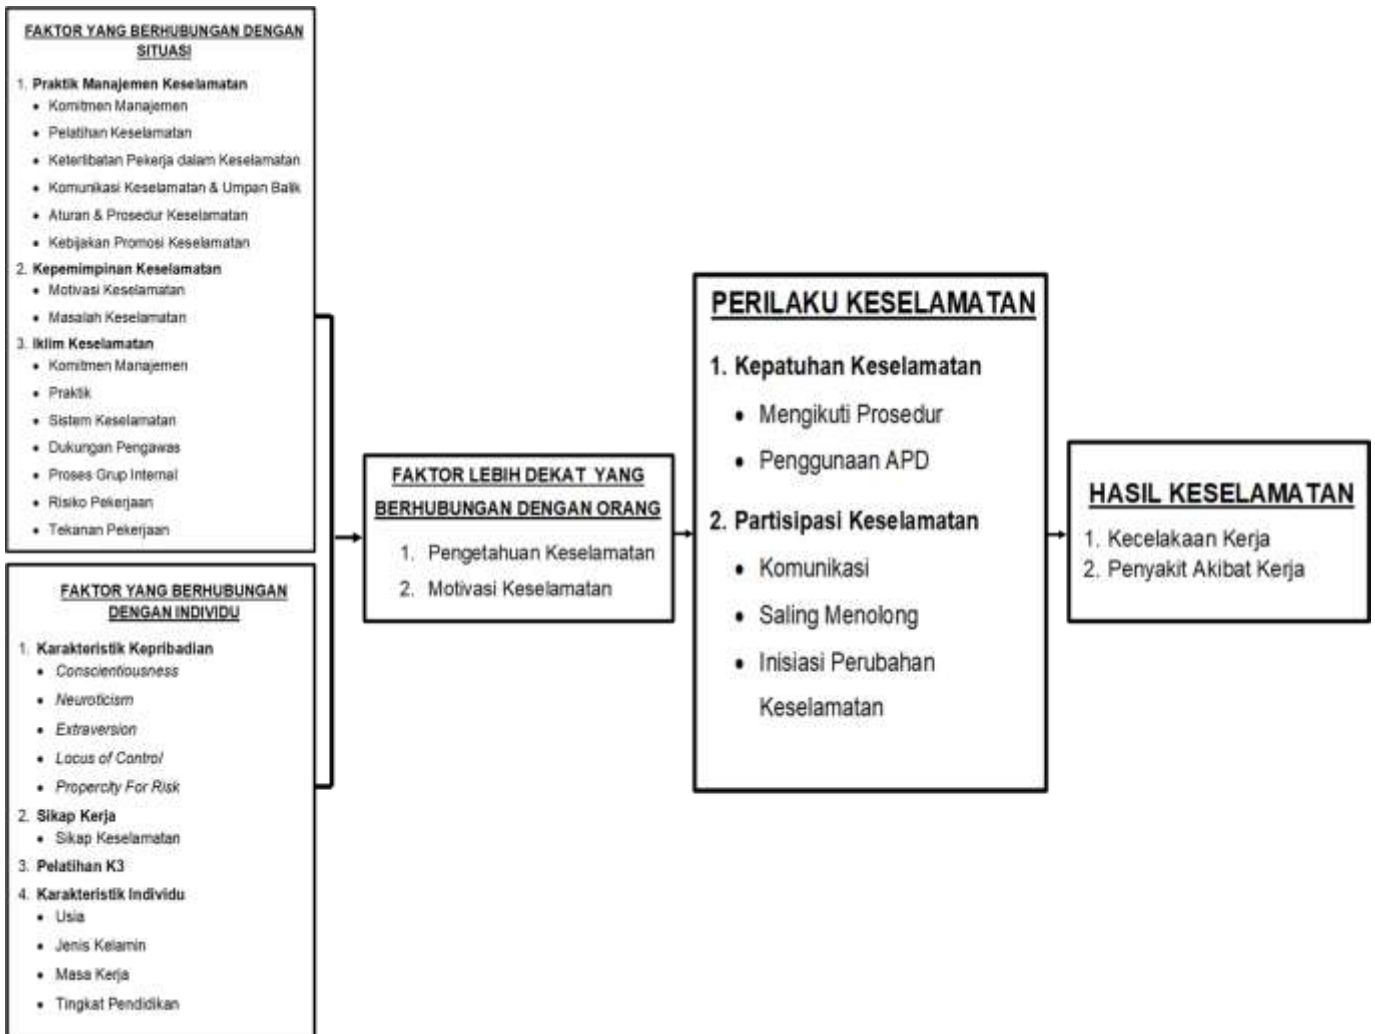 FAKTOR YANG BERHUBUNGAN DENGAN
SITUASI
1. Praktik Manajemen Keselamatan
• Komitmen Manajemen
• Pelatihan Keselamatan
• Keterlibatan Pekerja dalam Keselamatan
• Komunikasi Keselamatan & Umpan Balik
• Aturan & Prosedur Keselamatan
• Kebijakan Promosi Keselamatan
2. Kepemimpinan Keselamatan
• Motivasi Keselamatan
• Masalah Keselamatan
3. Iklim Keselamatan
• Komitmen Manajemen
• Praktik
• Sistem Keselamatan
• Dukungan Pengawas
• Proses Grup Internal
• Risiko Pekerjaan
• Tekanan Pekerjaan
FAKTOR YANG BERHUBUNGAN
DENGAN INDIVIDU
1. Karakteristik Kepribadian
• Conscientiousness
• Neuroticism
• Extraversion
• Locus of Control
• Propercity For Risk
2. Sikap Kerja
• Sikap Keselamatan
3. Pelatihan K3
4. Karakteristik Individu
• Usia
• Jenis Kelamin
• Masa Kerja
• Tingkat Pendidikan
FAKTOR LEBIH DEKAT YANG
BERHUBUNGAN DENGAN ORANG
1. Pengetahuan Keselamatan
2. Motivasi Keselamatan
PERILAKU KESELAMATAN
1. Kepatuhan Keselamatan
• Mengikuti Prosedur
• Penggunaan APD
2. Partisipasi Keselamatan
• Komunikasi
• Saling Menolong
• Inisiasi Perubahan
Keselamatan
HASIL KESELAMATAN
1. Kecelakaan Kerja
2. Penyakit Akibat Kerja